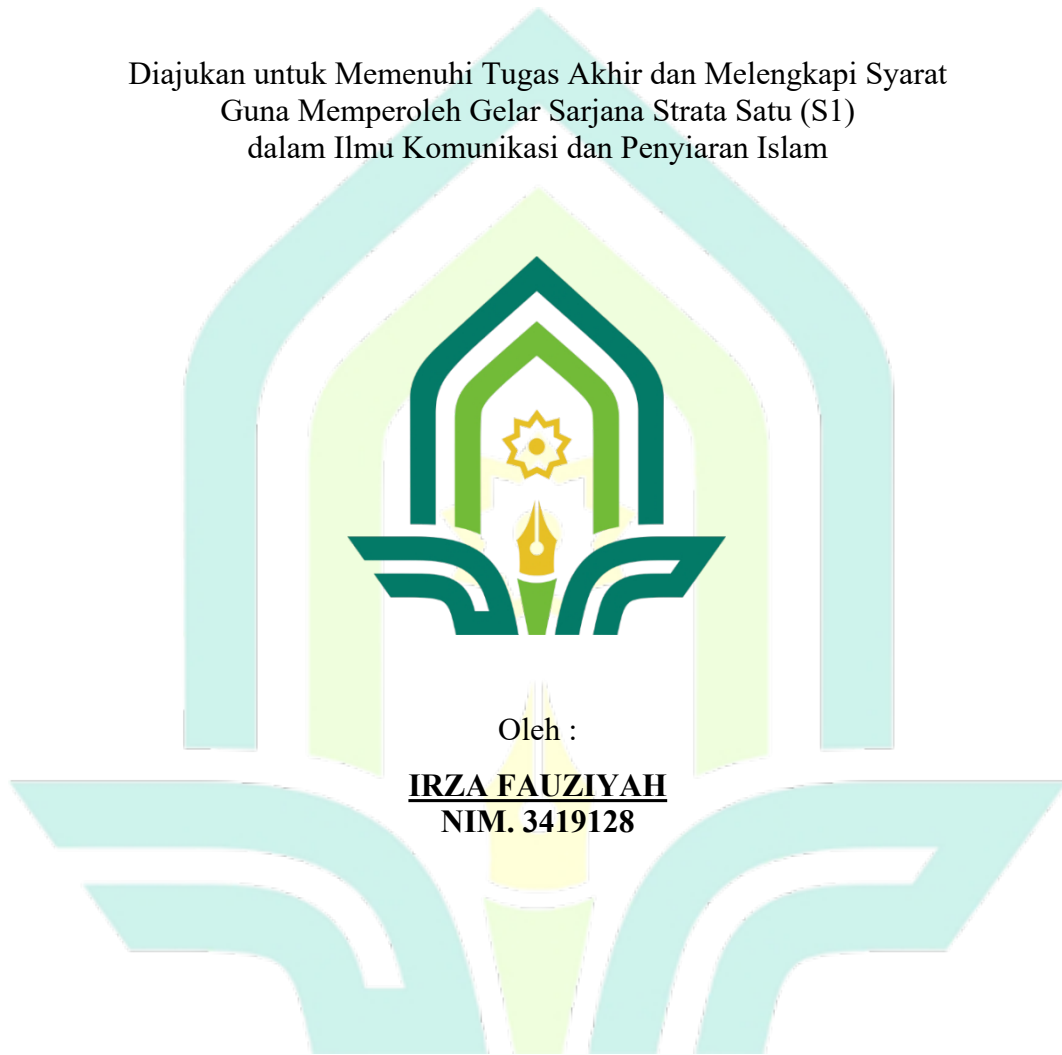 Diajukan untuk Memenuhi Tugas Akhir dan Melengkapi Syarat
Guna Memperoleh Gelar Sarjana Strata Satu (S1)
dalam Ilmu Komunikasi dan Penyiaran Islam
Oleh :
IRZA FAUZIYAH
NIM. 3419128